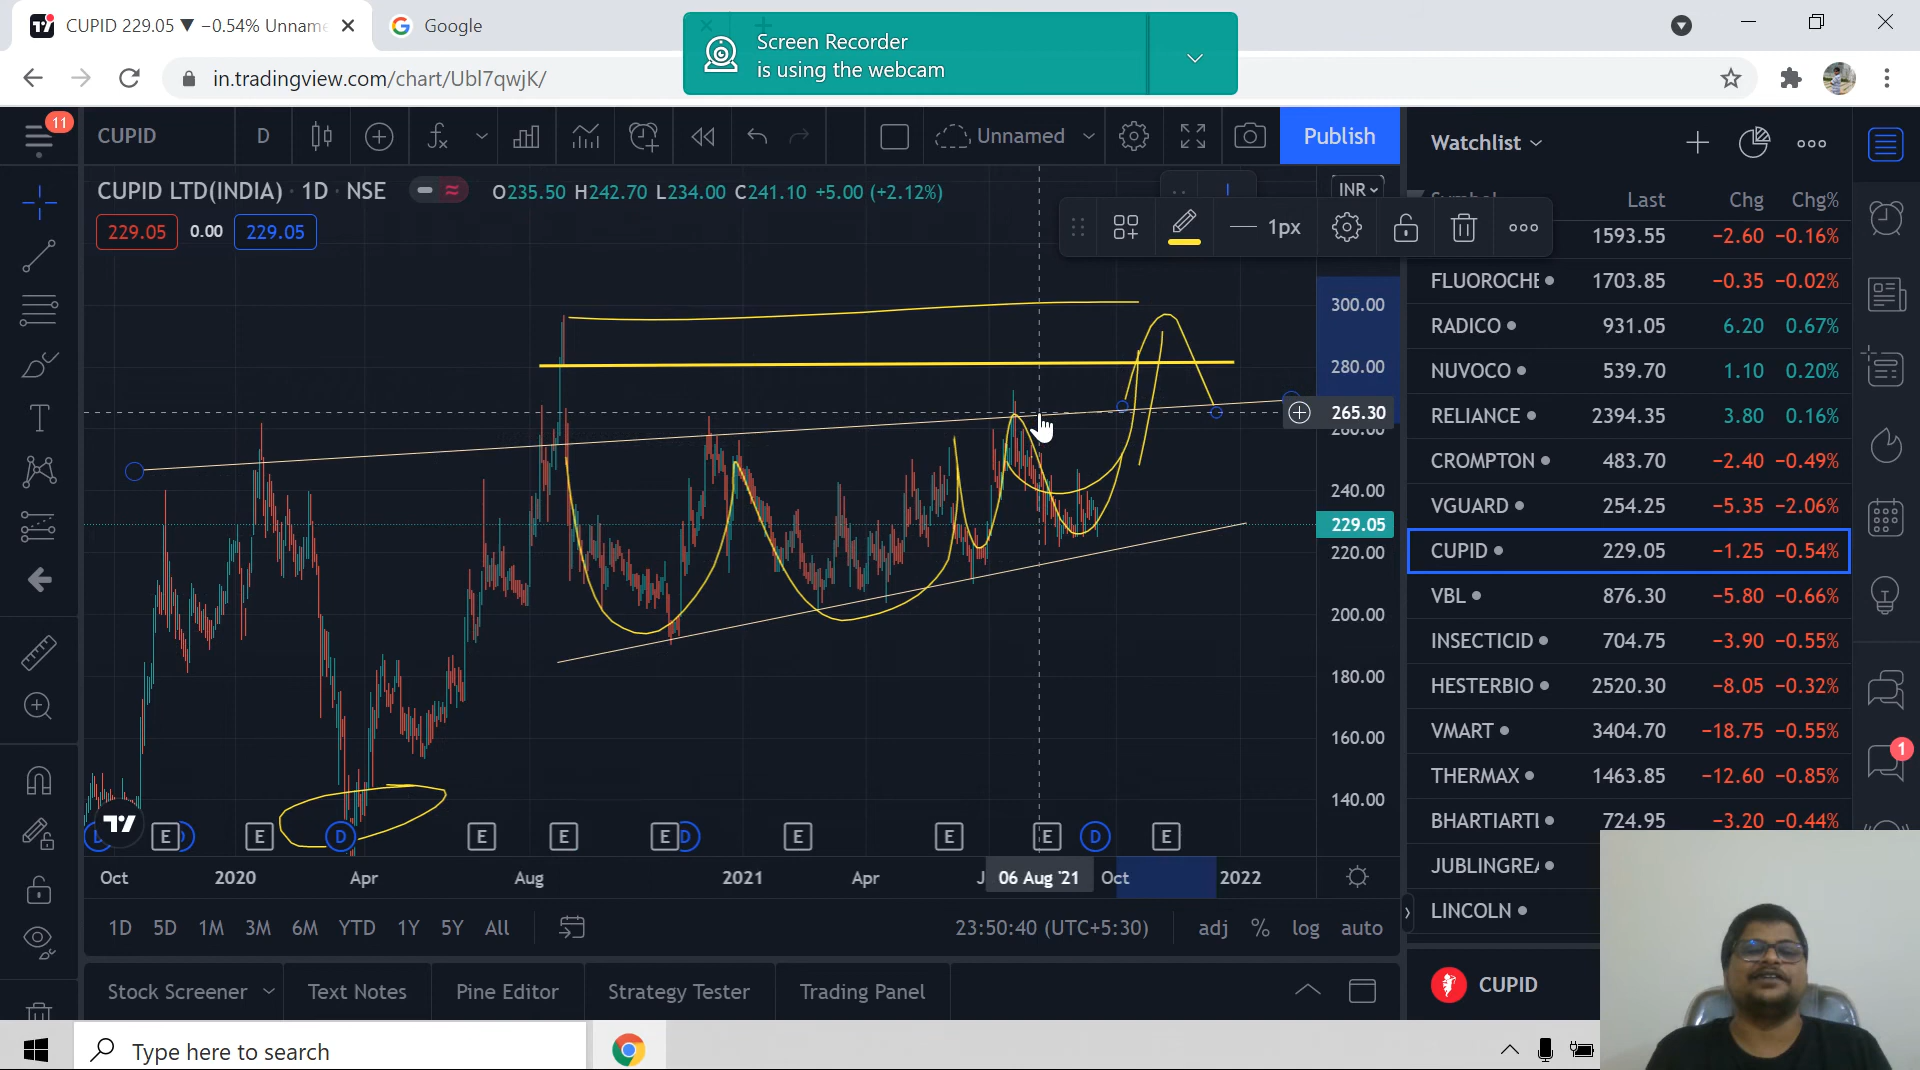 CUPID 229.05 ▼ −0.54% Unname
Google
Screen Recorder
is using the webcam
in.tradingview.com/chart/Ubl7qwjK/
11
CUPID
D
Unnamed
Publish
Watchlist
CUPID LTD(INDIA) · 1D · NSE
O235.50 H242.70 L234.00 C241.10 +5.00 (+2.12%)
INR
Last Chg Chg%
229.05 0.00 229.05
1px
1593.55 −2.60 −0.16%
FLUOROCHE 1703.85 −0.35 −0.02%
RADICO 931.05 6.20 0.67%
NUVOCO 539.70 1.10 0.20%
RELIANCE 2394.35 3.80 0.16%
CROMPTON 483.70 −2.40 −0.49%
VGUARD 254.25 −5.35 −2.06%
CUPID 229.05 −1.25 −0.54%
VBL 876.30 −5.80 −0.66%
INSECTICID 704.75 −3.90 −0.55%
HESTERBIO 2520.30 −8.05 −0.32%
VMART 3404.70 −18.75 −0.55%
THERMAX 1463.85 −12.60 −0.85%
BHARTIARTL 724.95 −3.20 −0.44%
JUBLINGREA
LINCOLN
CUPID
1
300.00
280.00
265.30
260.00
240.00
229.05
220.00
200.00
180.00
160.00
140.00
E D E D E E E D E E E D E
Oct 2020 Apr Aug 2021 Apr J 06 Aug '21 Oct 2022
1D 5D 1M 3M 6M YTD 1Y 5Y All
23:50:40 (UTC+5:30)
adj % log auto
Stock Screener Text Notes Pine Editor Strategy Tester Trading Panel
Type here to search